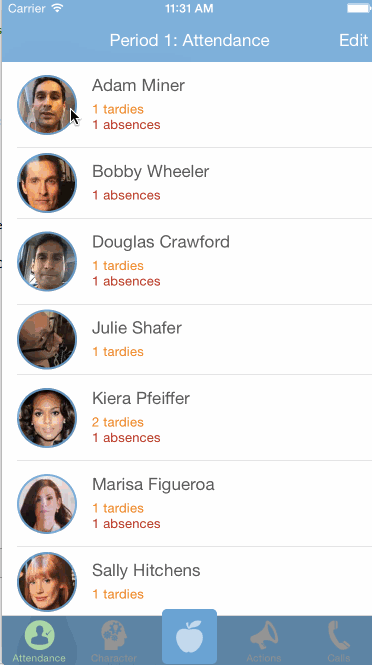 Carrier 11:31 AM
Period 1: Attendance Edit
Adam Miner
1 tardies
1 absences
Bobby Wheeler
1 absences
Douglas Crawford
1 tardies
1 absences
Julie Shafer
1 tardies
Kiera Pfeiffer
2 tardies
1 absences
Marisa Figueroa
1 tardies
1 absences
Sally Hitchens
1 tardies
Attendance Character Actions Calls